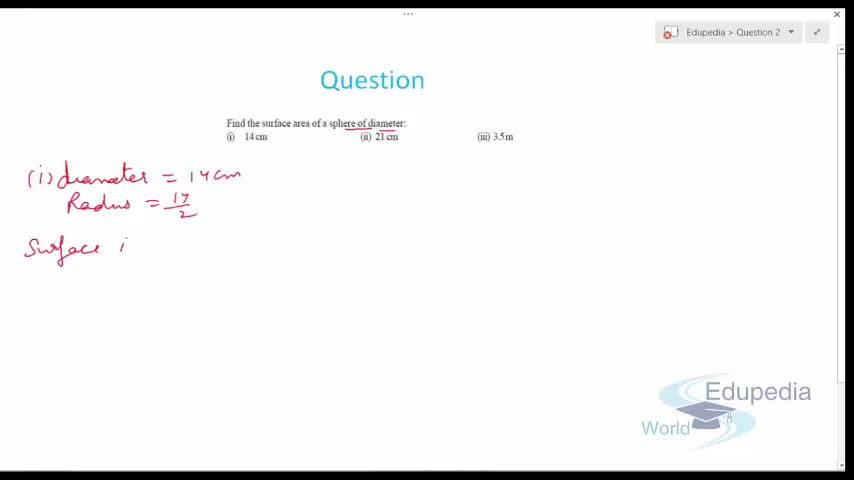 ...
Edupedia > Question 2
Question
Find the surface area of a sphere of diameter:
(i) 14 cm (ii) 21 cm (iii) 3.5 m
(i) diameter = 14 cm
Radius = 14/2
Surface i
Edupedia
World